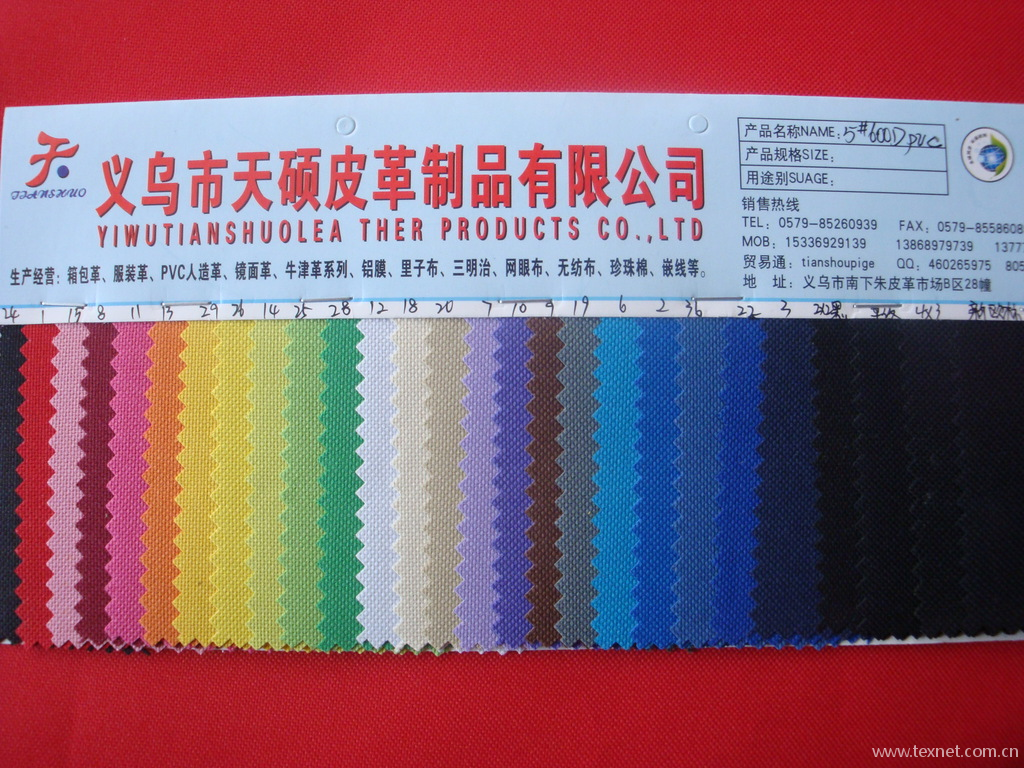 TIANSHUO
义乌市天硕皮革制品有限公司
YIWUTIANSHUOLEA THER PRODUCTS CO.,LTD
生产经营：箱包革、服装革、PVC人造革、镜面革、牛津革系列、铝膜、里子布、三明治、网眼布、无纺布、珍珠棉、嵌线等。
产品名称NAME: 5#600D PVC
产品规格SIZE:
用途别SUAGE:
销售热线
TEL: 0579-85260939 FAX: 0579-8558608
MOB: 15336929139 13868979739 1377
贸易通: tianshoupige QQ: 460265975 805
地 址: 义乌市南下朱皮革市场B区28幢
24 1 15 8 11 13 29 26 14 25 28 12 18 20 7 10 9 19 6 2 36 22 3
www.texnet.com.cn